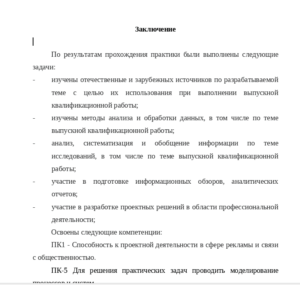 Заключение
По результатам прохождения практики были выполнены следующие
задачи:
- изучены отечественные и зарубежных источников по разрабатываемой
теме с целью их использования при выполнении выпускной
квалификационной работы;
- изучены методы анализа и обработки данных, в том числе по теме
выпускной квалификационной работы;
- анализ, систематизация и обобщение информации по теме
исследований, в том числе по теме выпускной квалификационной
работы;
- участие в подготовке информационных обзоров, аналитических
отчетов;
- участие в разработке проектных решений в области профессиональной
деятельности;
Освоены следующие компетенции:
ПК1 - Способность к проектной деятельности в сфере рекламы и связи
с общественностью.
ПК-5 Для решения практических задач проводить моделирование